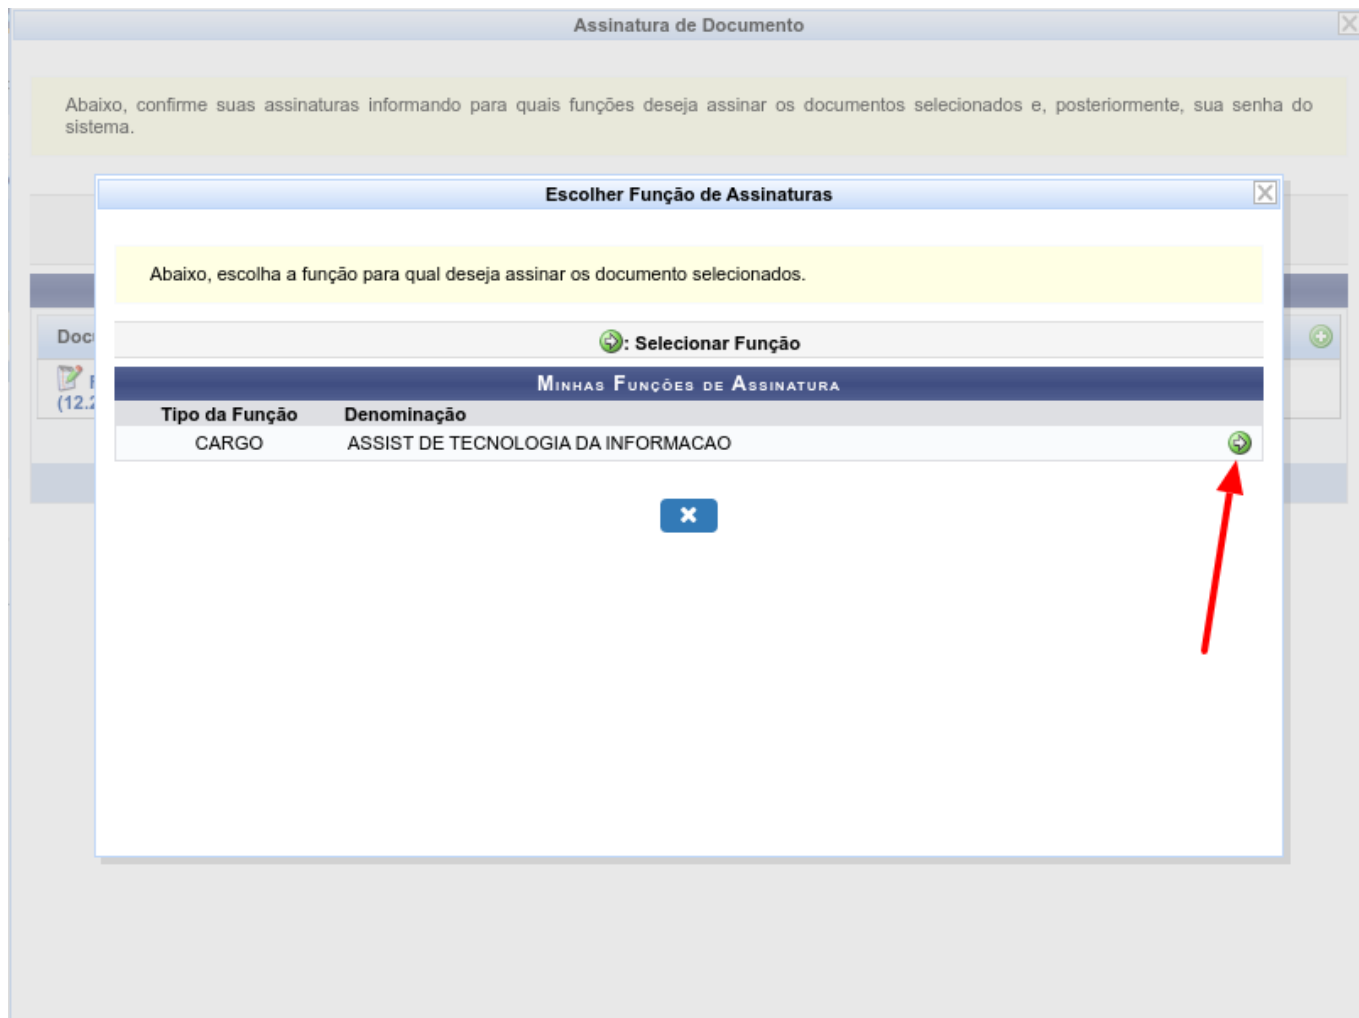 Assinatura de Documento
Abaixo, confirme suas assinaturas informando para quais funções deseja assinar os documentos selecionados e, posteriormente, sua senha do
sistema.
Escolher Função de Assinaturas
Abaixo, escolha a função para qual deseja assinar os documento selecionados.
: Selecionar Função
Minhas Funções de Assinatura
Tipo da Função Denominação
CARGO ASSIST DE TECNOLOGIA DA INFORMACAO